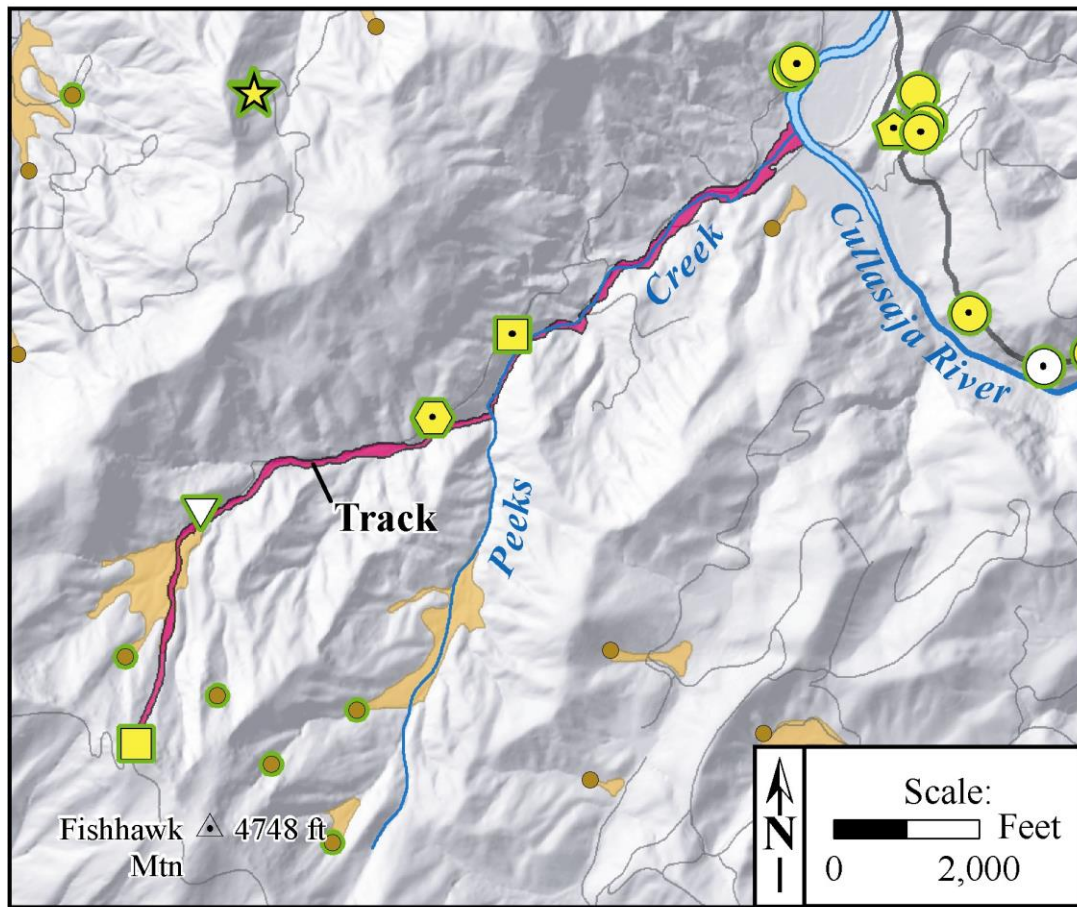 Creek
Cullasaja River
Track
Peeks
Fishhawk 4748 ft
Mtn
N
Scale:
Feet
0 2,000